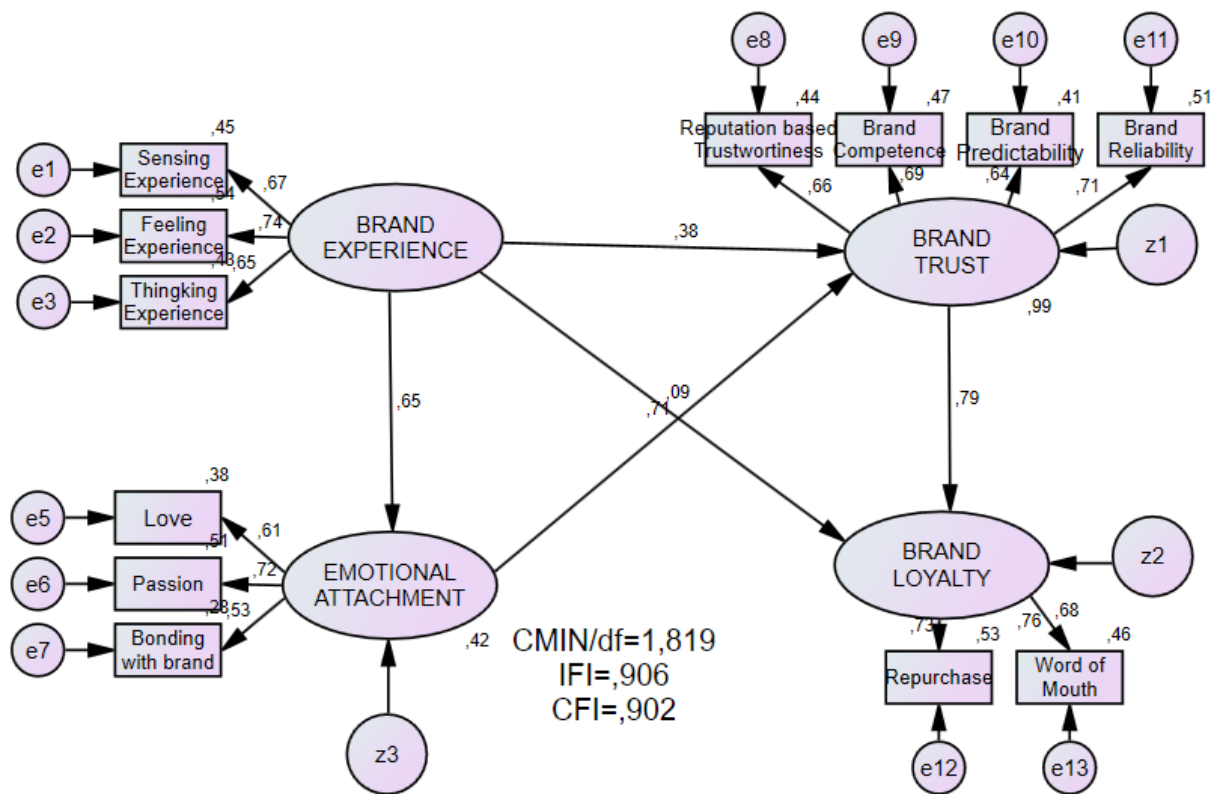 e8
e9
e10
e11
,44
,47
,41
,51
Reputation based
Trustwortiness
Brand
Competence
Brand
Predictability
Brand
Reliability
,66
,69
,64
,71
,45
e1
Sensing
Experience
,67
,54
e2
Feeling
Experience
,74
,43
,65
e3
Thingking
Experience
BRAND
EXPERIENCE
,38
BRAND
TRUST
z1
,99
,65
,09
,71
,79
,38
e5
Love
,61
,51
e6
Passion
,72
,28
,53
e7
Bonding
with brand
EMOTIONAL
ATTACHMENT
,42
z3
CMIN/df=1,819
IFI=,906
CFI=,902
BRAND
LOYALTY
z2
,73
,53
,76
,68
,46
Repurchase
Word of
Mouth
e12
e13